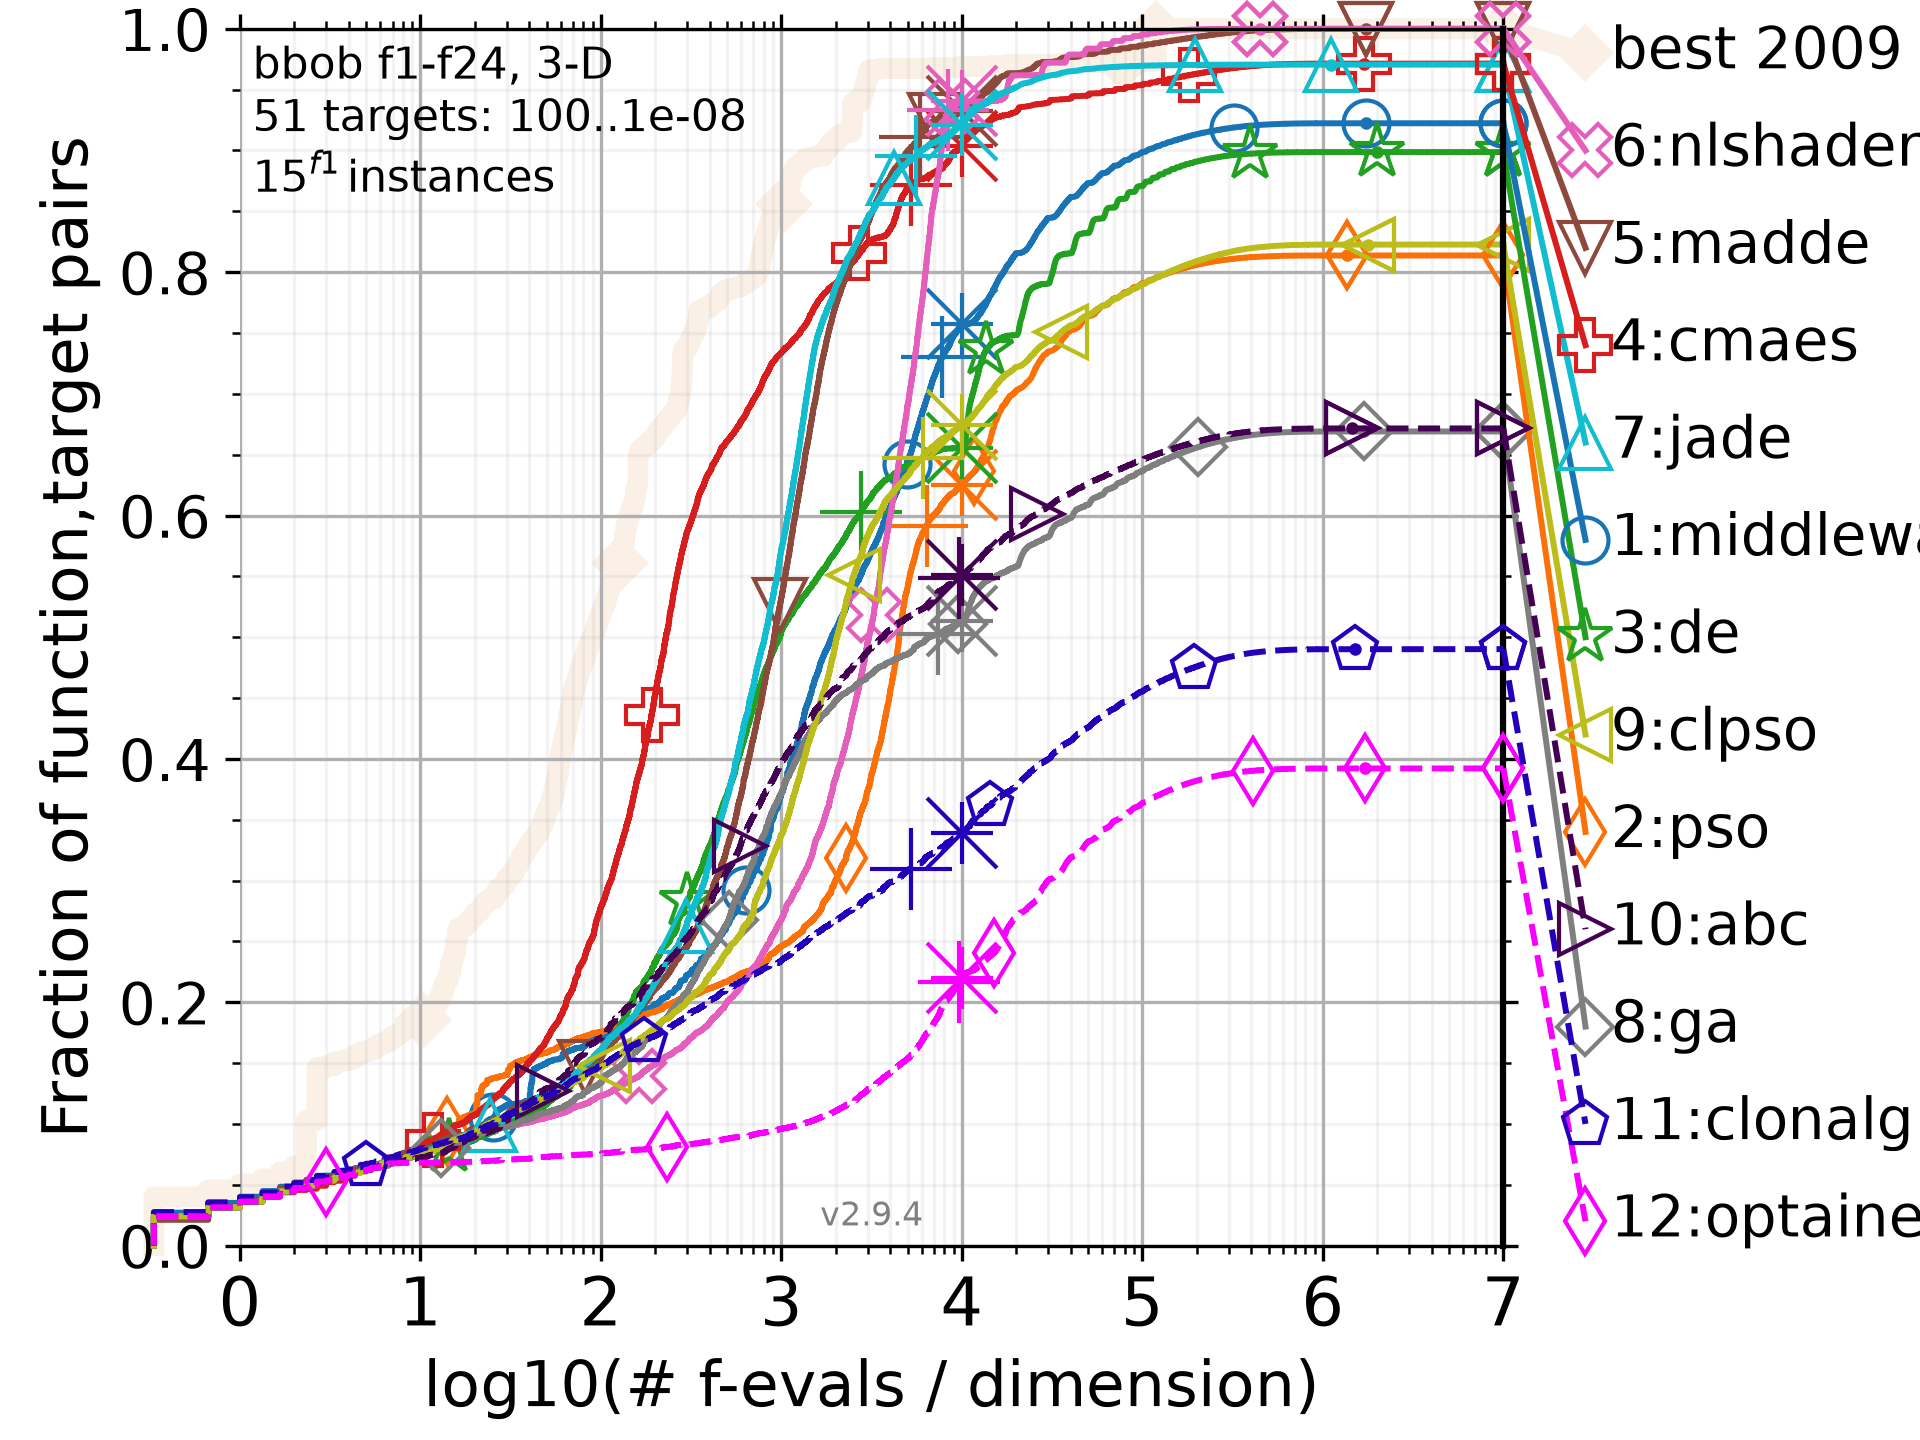 1.0
0.8
0.6
0.4
0.2
0.0
Fraction of function,target pairs
bbob f1-f24, 3-D
51 targets: 100..1e-08
15f1 instances
v2.9.4
0 1 2 3 4 5 6 7
log10(# f-evals / dimension)
best 2009
6:nlshader
5:madde
4:cmaes
7:jade
1:middlewa
3:de
9:clpso
2:pso
10:abc
8:ga
11:clonalg
12:optaine